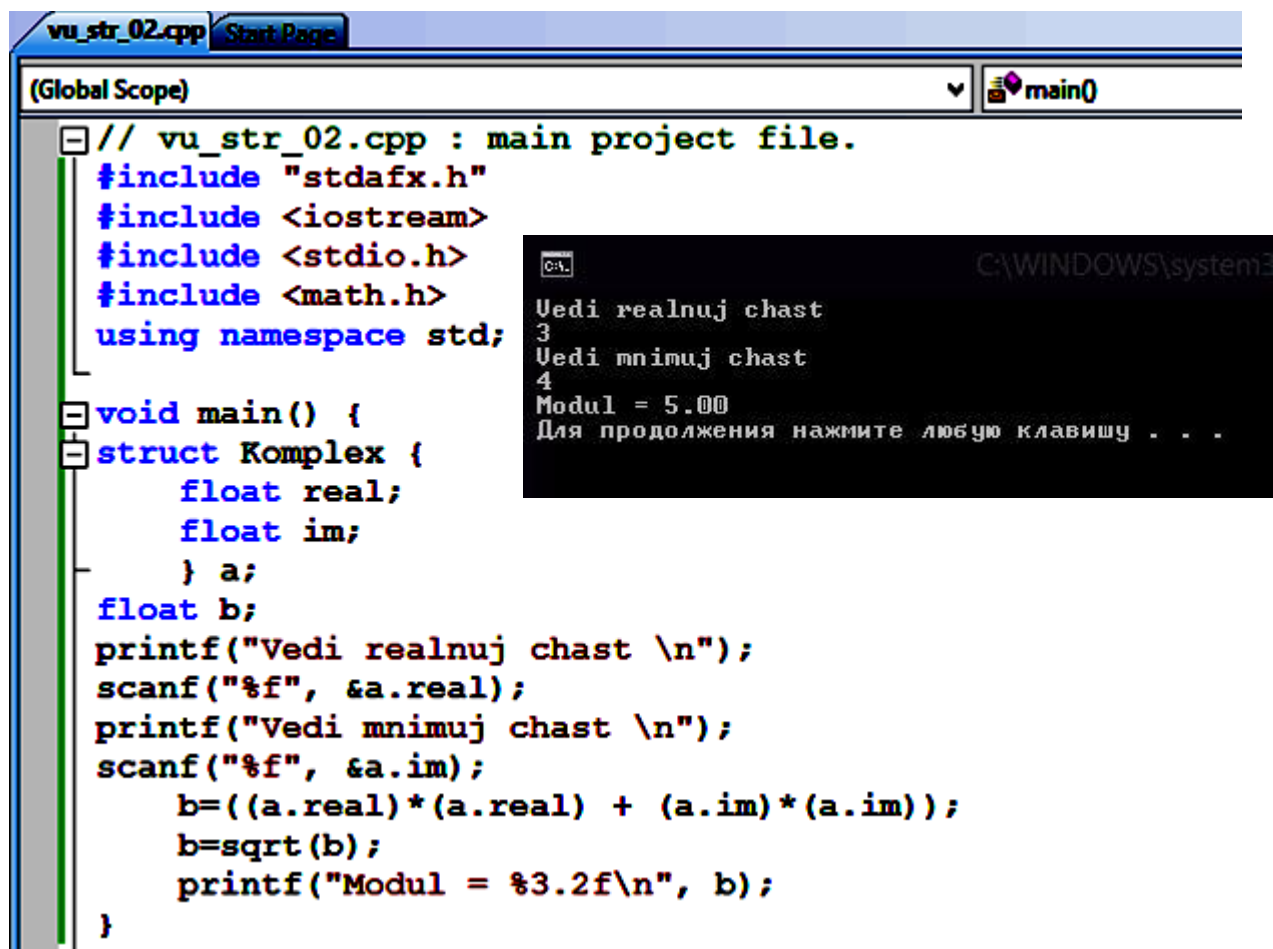 vu_str_02.cpp Start Page
(Global Scope) main()
// vu_str_02.cpp : main project file.
#include "stdafx.h"
#include <iostream>
#include <stdio.h>
#include <math.h>
using namespace std;
void main() {
struct Komplex {
float real;
float im;
} a;
float b;
printf("Vedi realnuj chast \n");
scanf("%f", &a.real);
printf("Vedi mnimuj chast \n");
scanf("%f", &a.im);
b=((a.real)*(a.real) + (a.im)*(a.im));
b=sqrt(b);
printf("Modul = %3.2f\n", b);
}
C:\WINDOWS\system3
Vedi realnuj chast
3
Vedi mnimuj chast
4
Modul = 5.00
Для продолжения нажмите любую клавишу . . .